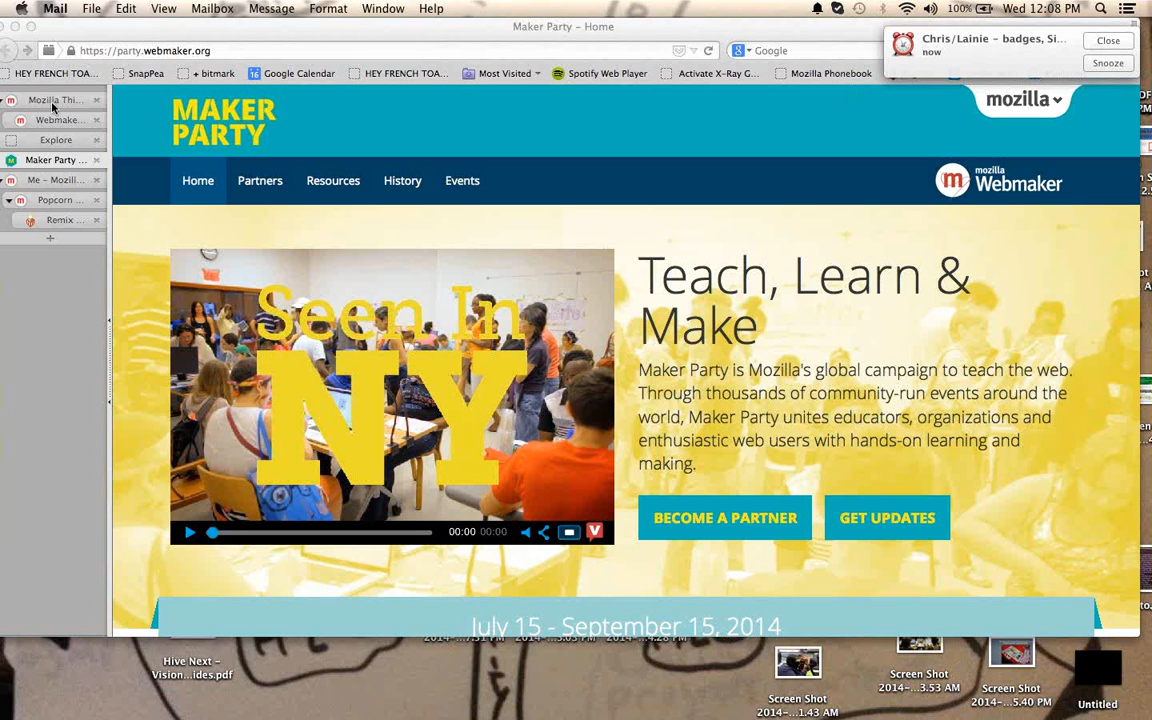 Mail File Edit View Mailbox Message Format Window Help 100% Wed 12:08 PM
Maker Party - Home
https://party.webmaker.org
Google
Chris/Lainie - badges, Si...
now
Close
Snooze
HEY FRENCH TOA... SnapPea + bitmark Google Calendar HEY FRENCH TOA... Most Visited Spotify Web Player Activate X-Ray G... Mozilla Phonebook
Mozilla Thi...
Webmake...
Explore
Maker Party ...
Me - Mozill...
Popcorn ...
Remix ...
MAKER
PARTY
mozilla
Home Partners Resources History Events
mozilla
Webmaker
Seen In
NY
00:00 00:00
Teach, Learn &
Make
Maker Party is Mozilla's global campaign to teach the web.
Through thousands of community-run events around the
world, Maker Party unites educators, organizations and
enthusiastic web users with hands-on learning and
making.
BECOME A PARTNER GET UPDATES
July 15 - September 15, 2014
Hive Next -
Vision...ides.pdf
Screen Shot
2014-...1.43 AM
Screen Shot
2014-...3.53 AM
Screen Shot
2014-...5.40 PM
Untitled